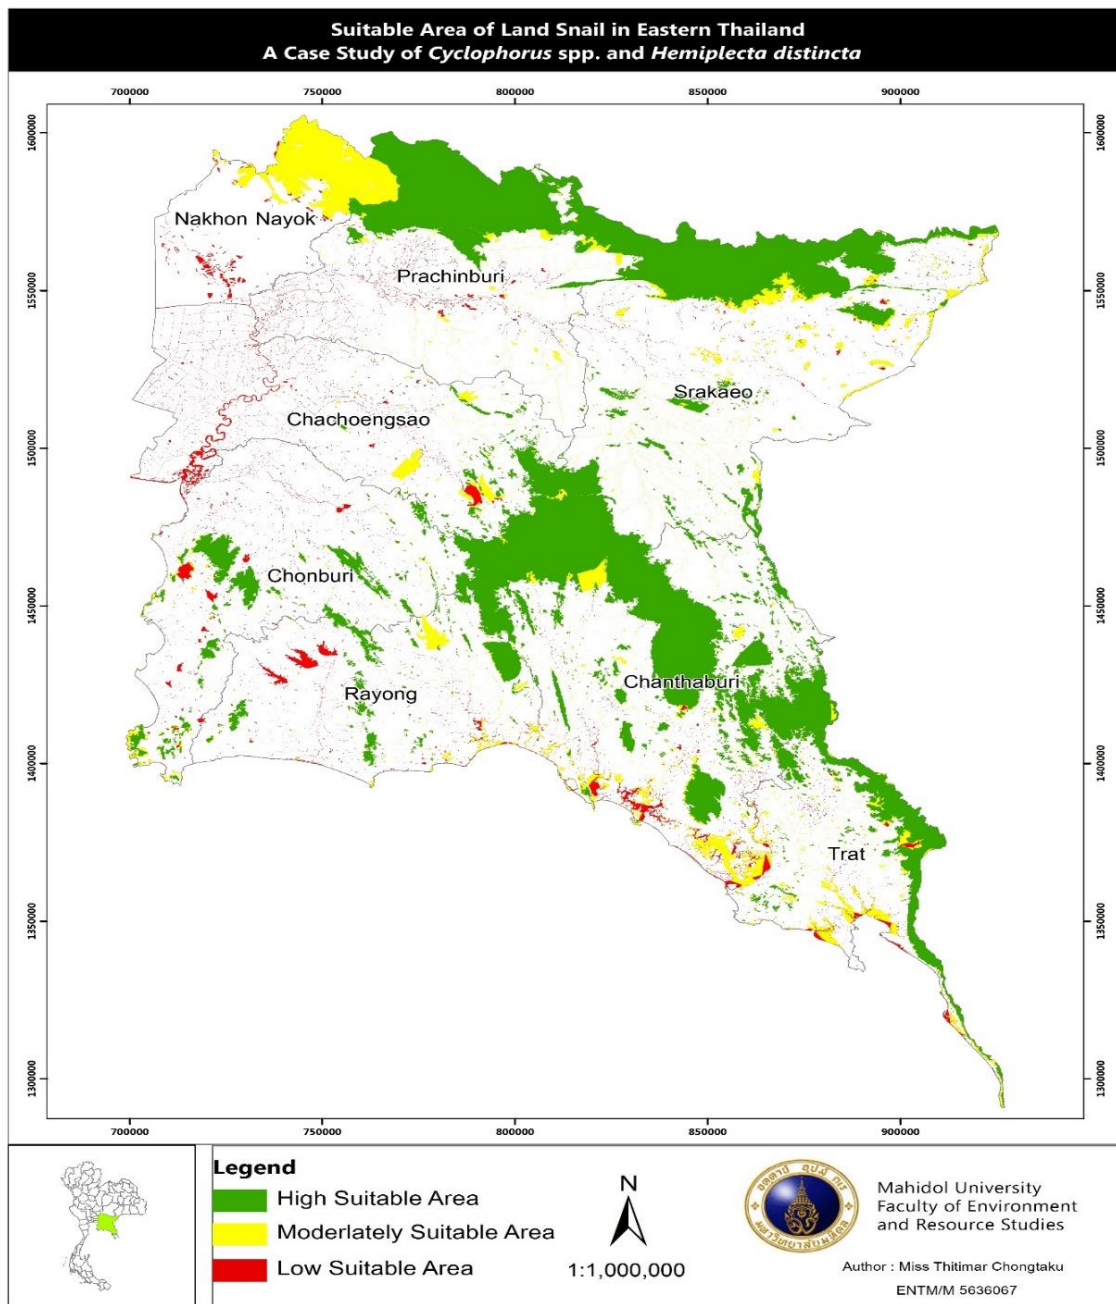 Suitable Area of Land Snail in Eastern Thailand
A Case Study of Cyclophorus spp. and Hemiplecta distincta
700000 750000 800000 850000 900000
1600000 1600000
Nakhon Nayok
Prachinburi
1550000 1550000
Srakaeo
Chachoengsao
1500000 1500000
Chonburi
1450000 1450000
Chanthaburi
Rayong
1400000 1400000
Trat
1350000 1350000
1300000 1300000
700000 750000 800000 850000 900000
Legend
High Suitable Area
Moderlately Suitable Area
Low Suitable Area
N
1:1,000,000
Mahidol University
Faculty of Environment
and Resource Studies
Author : Miss Thitimar Chongtaku
ENTM/M 5636067